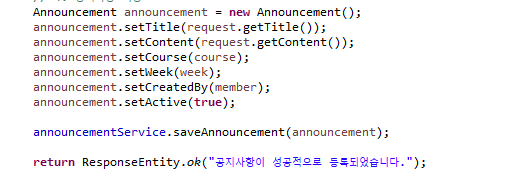 Announcement announcement = new Announcement();
announcement.setTitle(request.getTitle());
announcement.setContent(request.getContent());
announcement.setCourse(course);
announcement.setWeek(week);
announcement.setCreatedBy(member);
announcement.setActive(true);
announcementService.saveAnnouncement(announcement);
return ResponseEntity.ok("공지사항이 성공적으로 등록되었습니다.");